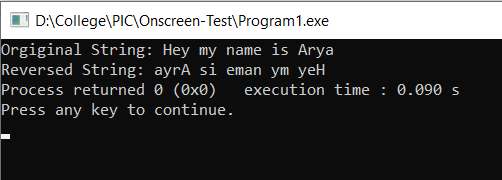 D:\College\PIC\Onscreen-Test\Program1.exe
Orgiginal String: Hey my name is Arya
Reversed String: ayrA si eman ym yeH
Process returned 0 (0x0)   execution time : 0.090 s
Press any key to continue.